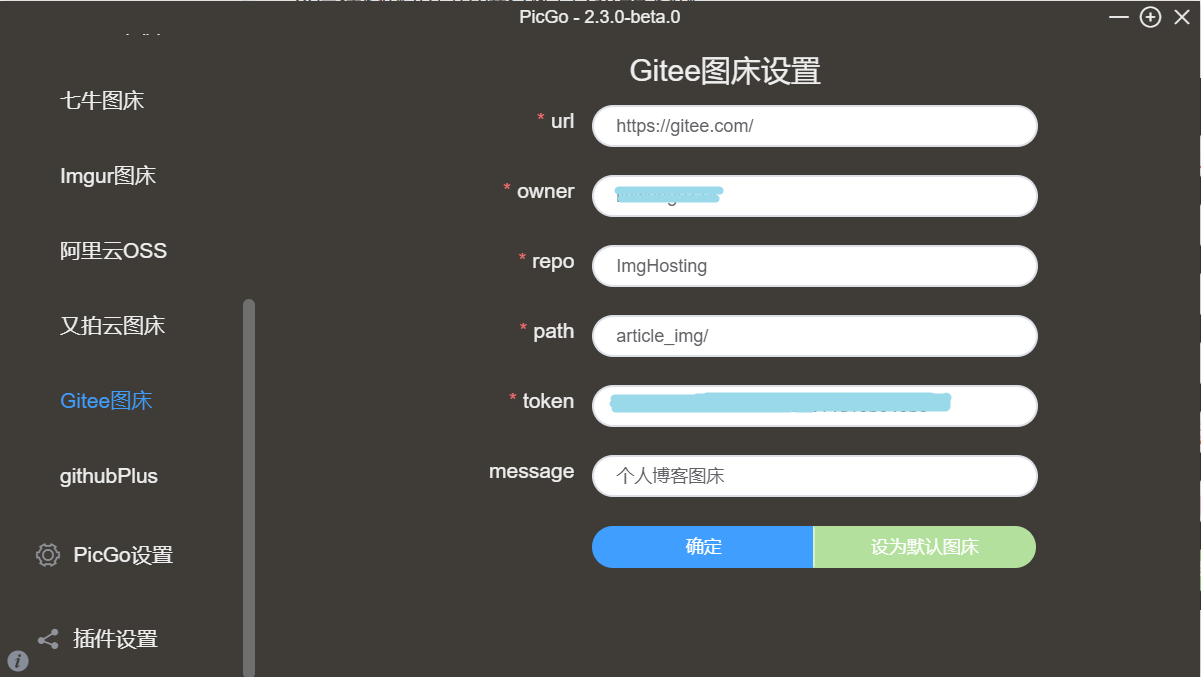 PicGo - 2.3.0-beta.0
七牛图床
Imgur图床
阿里云OSS
又拍云图床
Gitee图床
githubPlus
PicGo设置
插件设置
Gitee图床设置
* url
https://gitee.com/
* owner
* repo
ImgHosting
* path
article_img/
* token
message
个人博客图床
确定
设为默认图床